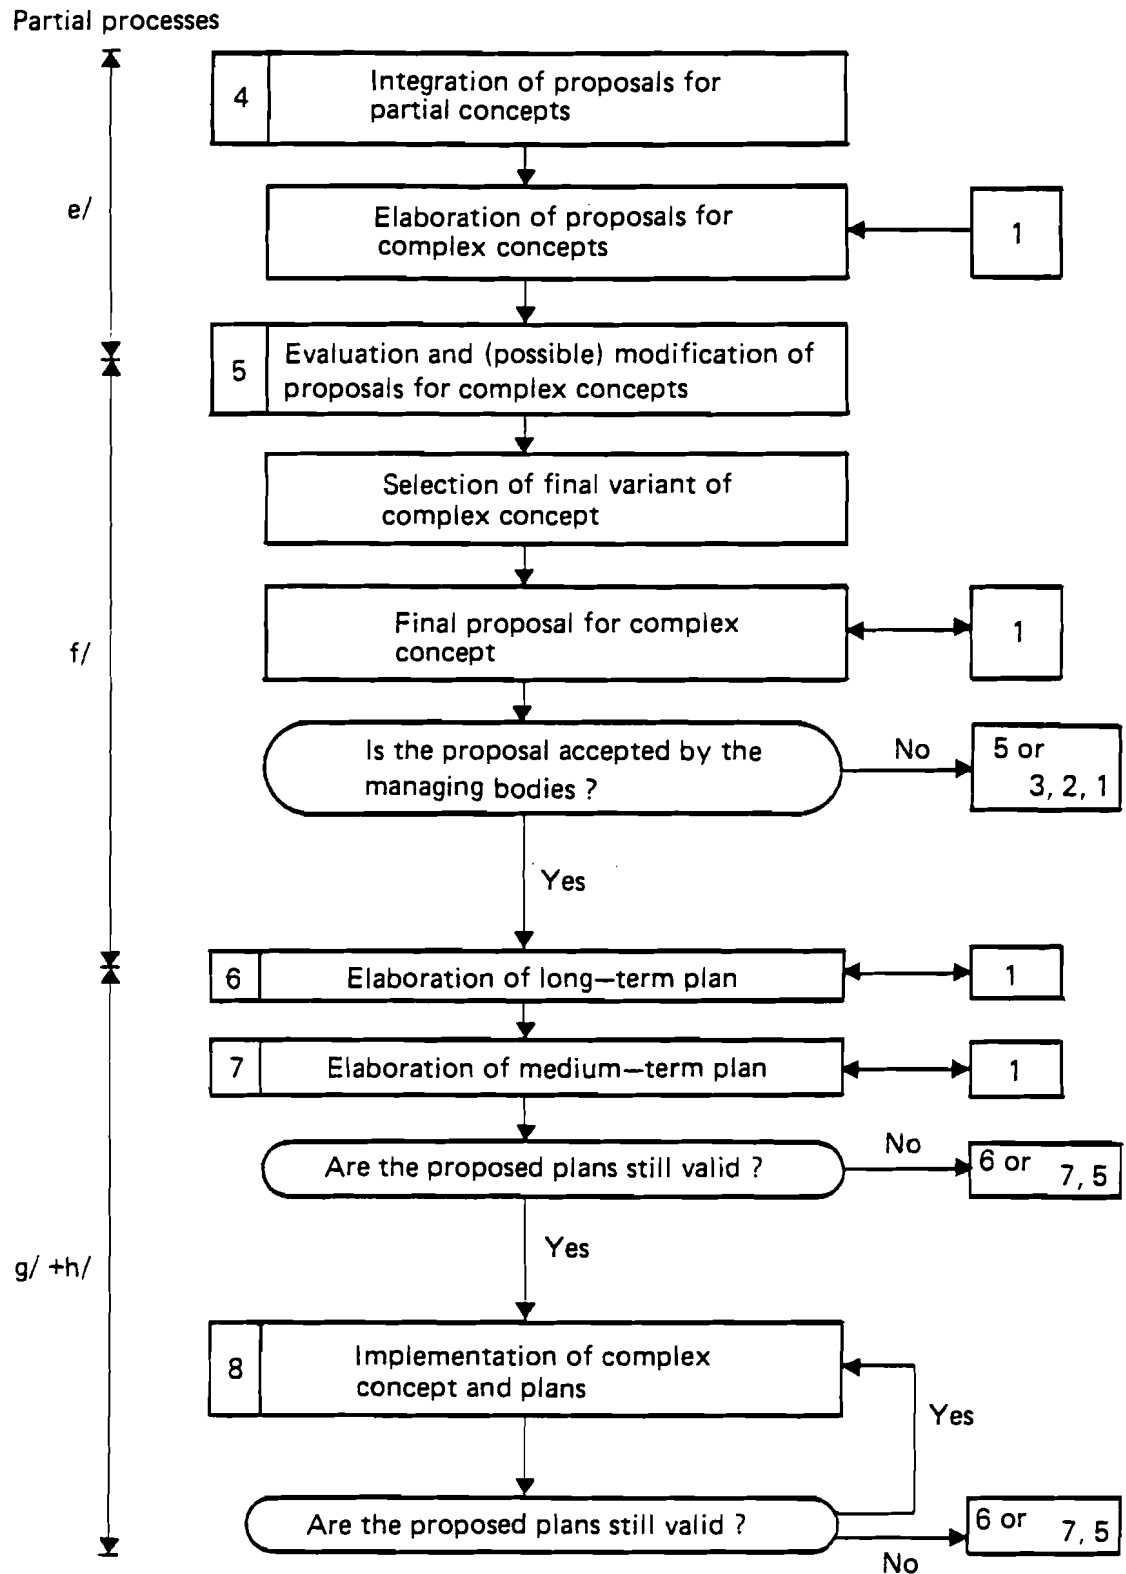 Partial processes
4
Integration of proposals for
partial concepts
e/
Elaboration of proposals for
complex concepts
1
5
Evaluation and (possible) modification of
proposals for complex concepts
Selection of final variant of
complex concept
f/
Final proposal for complex
concept
1
Is the proposal accepted by the
managing bodies ?
No
5 or
3, 2, 1
Yes
6
Elaboration of long–term plan
1
7
Elaboration of medium–term plan
1
Are the proposed plans still valid ?
No
6 or
7, 5
Yes
g/ +h/
8
Implementation of complex
concept and plans
Yes
Are the proposed plans still valid ?
No
6 or
7, 5